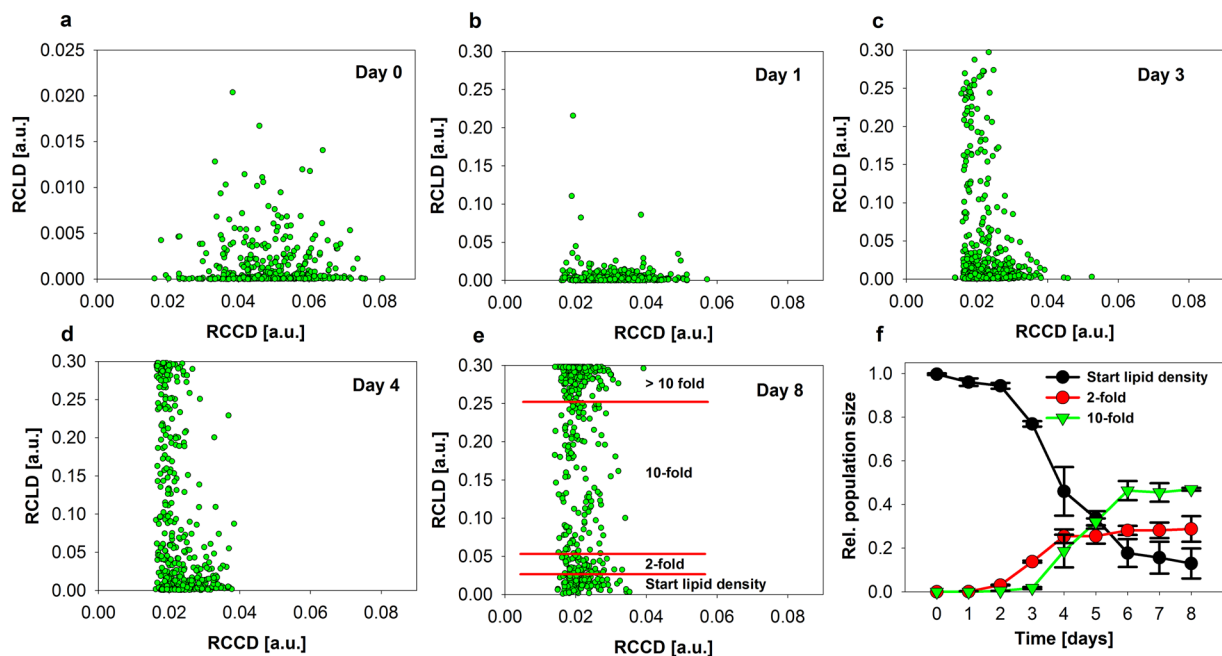 a
0.025
0.020
0.015
0.010
0.005
0.000
RCLD [a.u.]
Day 0
0.00 0.02 0.04 0.06 0.08
RCCD [a.u.]
b
0.30
0.25
0.20
0.15
0.10
0.05
0.00
RCLD [a.u.]
Day 1
0.00 0.02 0.04 0.06 0.08
RCCD [a.u.]
c
0.30
0.25
0.20
0.15
0.10
0.05
0.00
RCLD [a.u.]
Day 3
0.00 0.02 0.04 0.06 0.08
RCCD [a.u.]
d
0.30
0.25
0.20
0.15
0.10
0.05
0.00
RCLD [a.u.]
Day 4
0.00 0.02 0.04 0.06 0.08
RCCD [a.u.]
e
0.30
0.25
0.20
0.15
0.10
0.05
0.00
RCLD [a.u.]
Day 8
> 10 fold
10-fold
2-fold
Start lipid density
0.00 0.02 0.04 0.06 0.08
RCCD [a.u.]
f
1.0
0.8
0.6
0.4
0.2
0.0
Rel. population size
Start lipid density
2-fold
10-fold
0 1 2 3 4 5 6 7 8
Time [days]